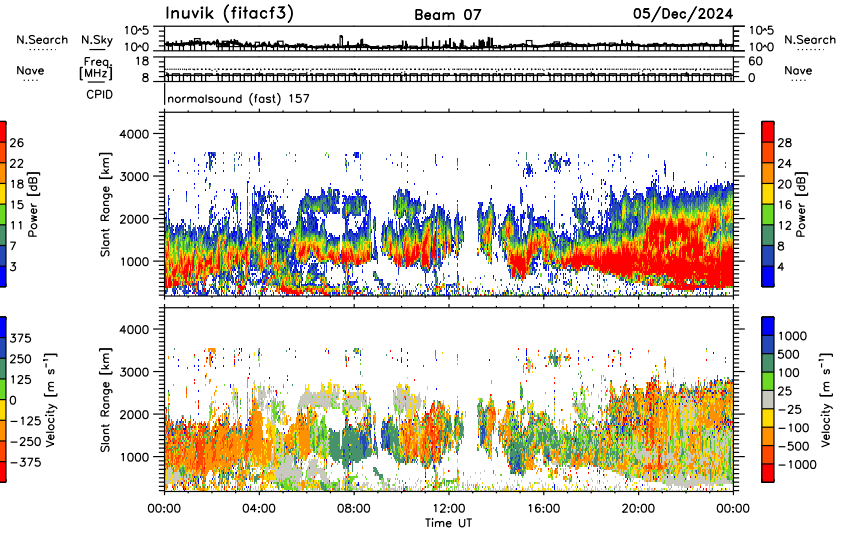 Inuvik (fitacf3) Beam 07 05/Dec/2024
N.Search N.Sky 10^5 10^0 10^5 10^0 N.Search
Nave Freq. [MHz] 18 8 60 0 Nave
CPID normalsound (fast) 157
26 22 18 15 11 7 3 Power [dB]
Slant Range [km] 4000 3000 2000 1000
28 24 20 16 12 8 4 Power [dB]
375 250 125 0 −125 −250 −375 Velocity [m s⁻¹]
Slant Range [km] 4000 3000 2000 1000
1000 500 100 25 −25 −100 −500 −1000 Velocity [m s⁻¹]
00:00 04:00 08:00 12:00 16:00 20:00 00:00
Time UT